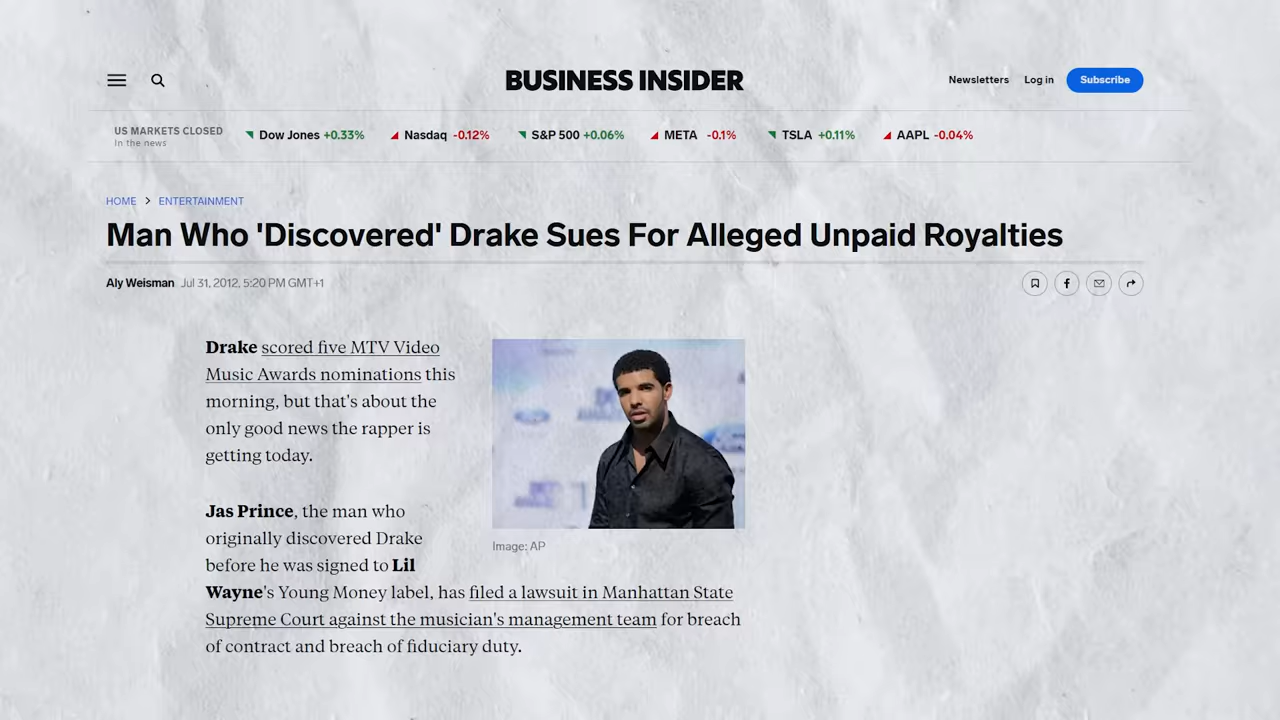 BUSINESS INSIDER
Newsletters Log in Subscribe
US MARKETS CLOSED
In the news
Dow Jones +0.33% Nasdaq -0.12% S&P 500 +0.06% META -0.1% TSLA +0.11% AAPL -0.04%
HOME > ENTERTAINMENT
Man Who 'Discovered' Drake Sues For Alleged Unpaid Royalties
Aly Weisman Jul 31, 2012, 5:20 PM GMT+1
Drake scored five MTV Video
Music Awards nominations this
morning, but that's about the
only good news the rapper is
getting today.
Image: AP
Jas Prince, the man who
originally discovered Drake
before he was signed to Lil
Wayne's Young Money label, has filed a lawsuit in Manhattan State
Supreme Court against the musician's management team for breach
of contract and breach of fiduciary duty.